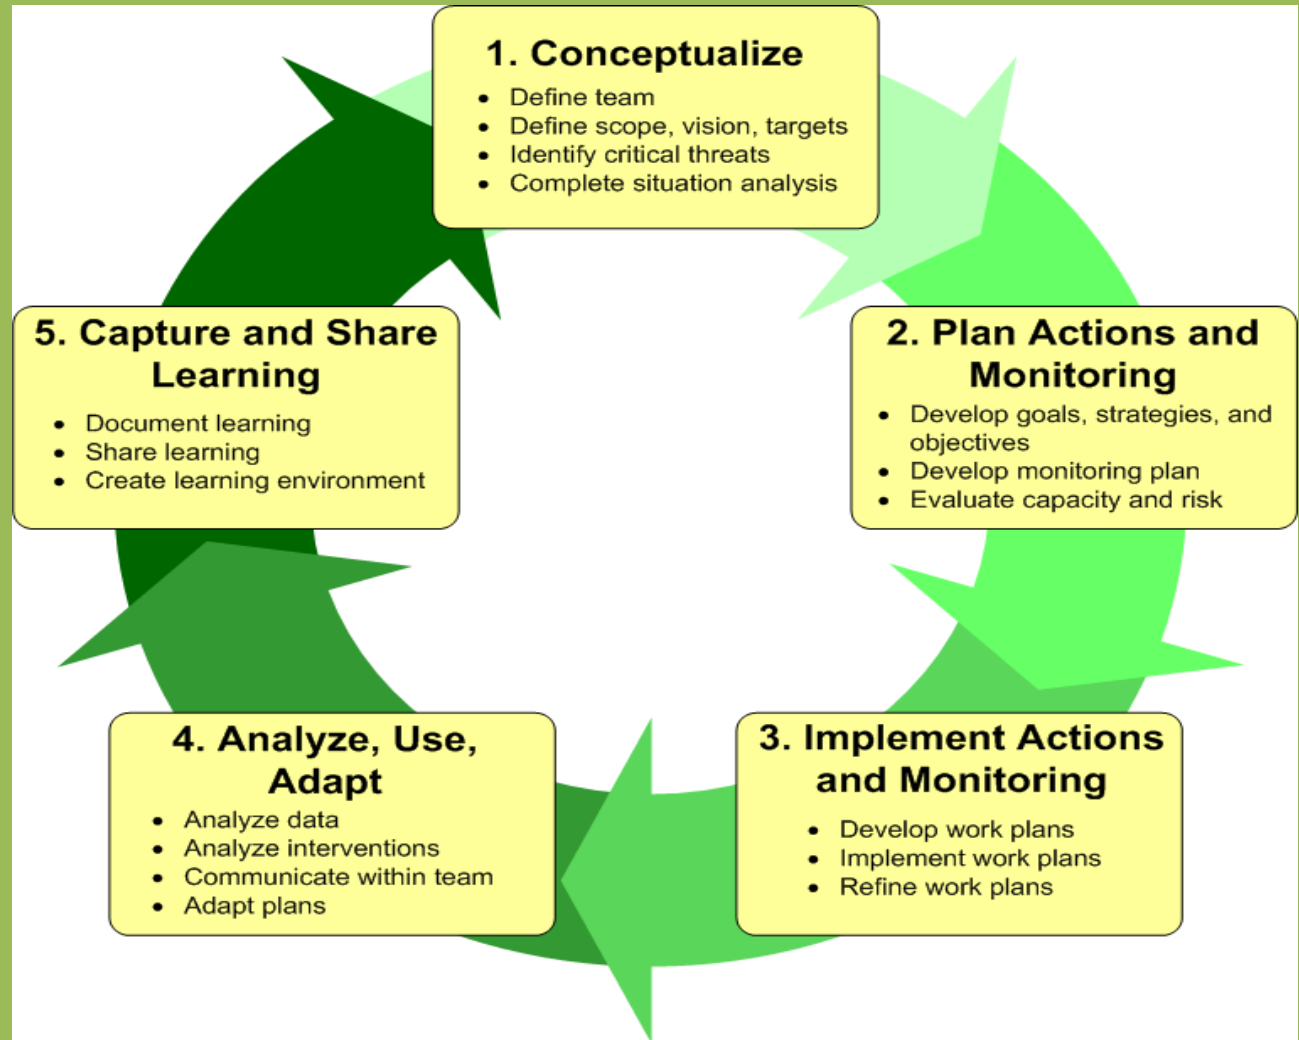 1. Conceptualize
• Define team
• Define scope, vision, targets
• Identify critical threats
• Complete situation analysis
2. Plan Actions and
Monitoring
• Develop goals, strategies, and
objectives
• Develop monitoring plan
• Evaluate capacity and risk
3. Implement Actions
and Monitoring
• Develop work plans
• Implement work plans
• Refine work plans
4. Analyze, Use,
Adapt
• Analyze data
• Analyze interventions
• Communicate within team
• Adapt plans
5. Capture and Share
Learning
• Document learning
• Share learning
• Create learning environment